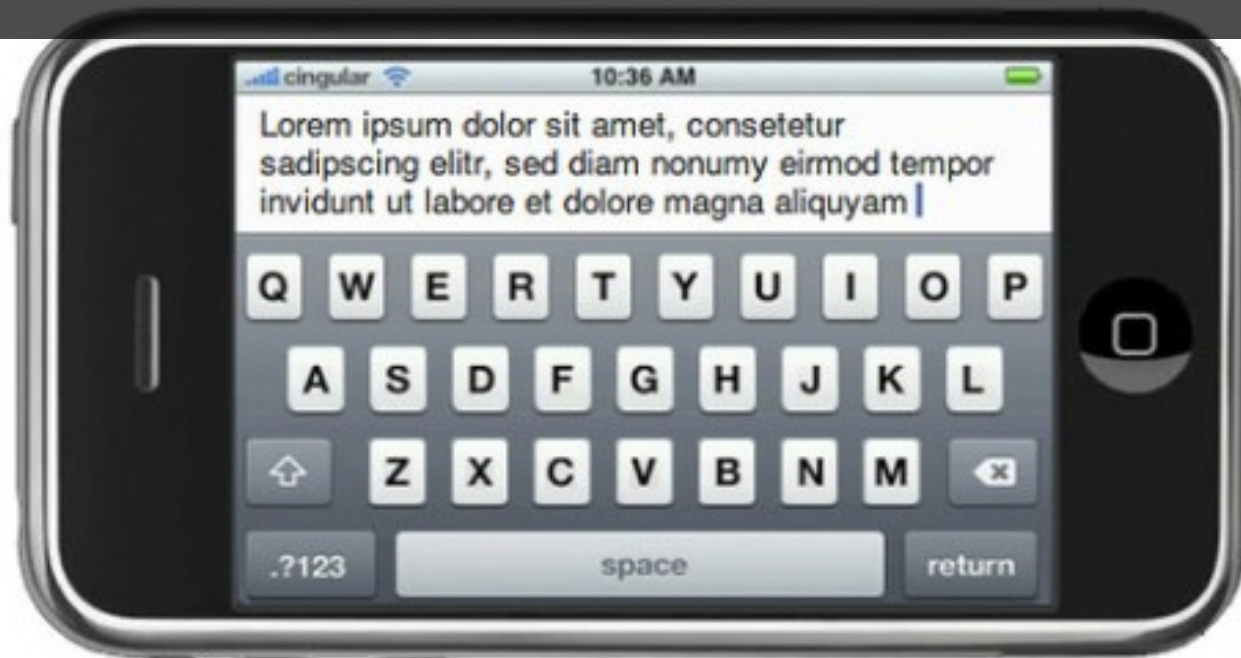 cingular 10:36 AM
Lorem ipsum dolor sit amet, consetetur
sadipscing elitr, sed diam nonumy eirmod tempor
invidunt ut labore et dolore magna aliquyam
Q W E R T Y U I O P
A S D F G H J K L
Z X C V B N M
.?123 space return